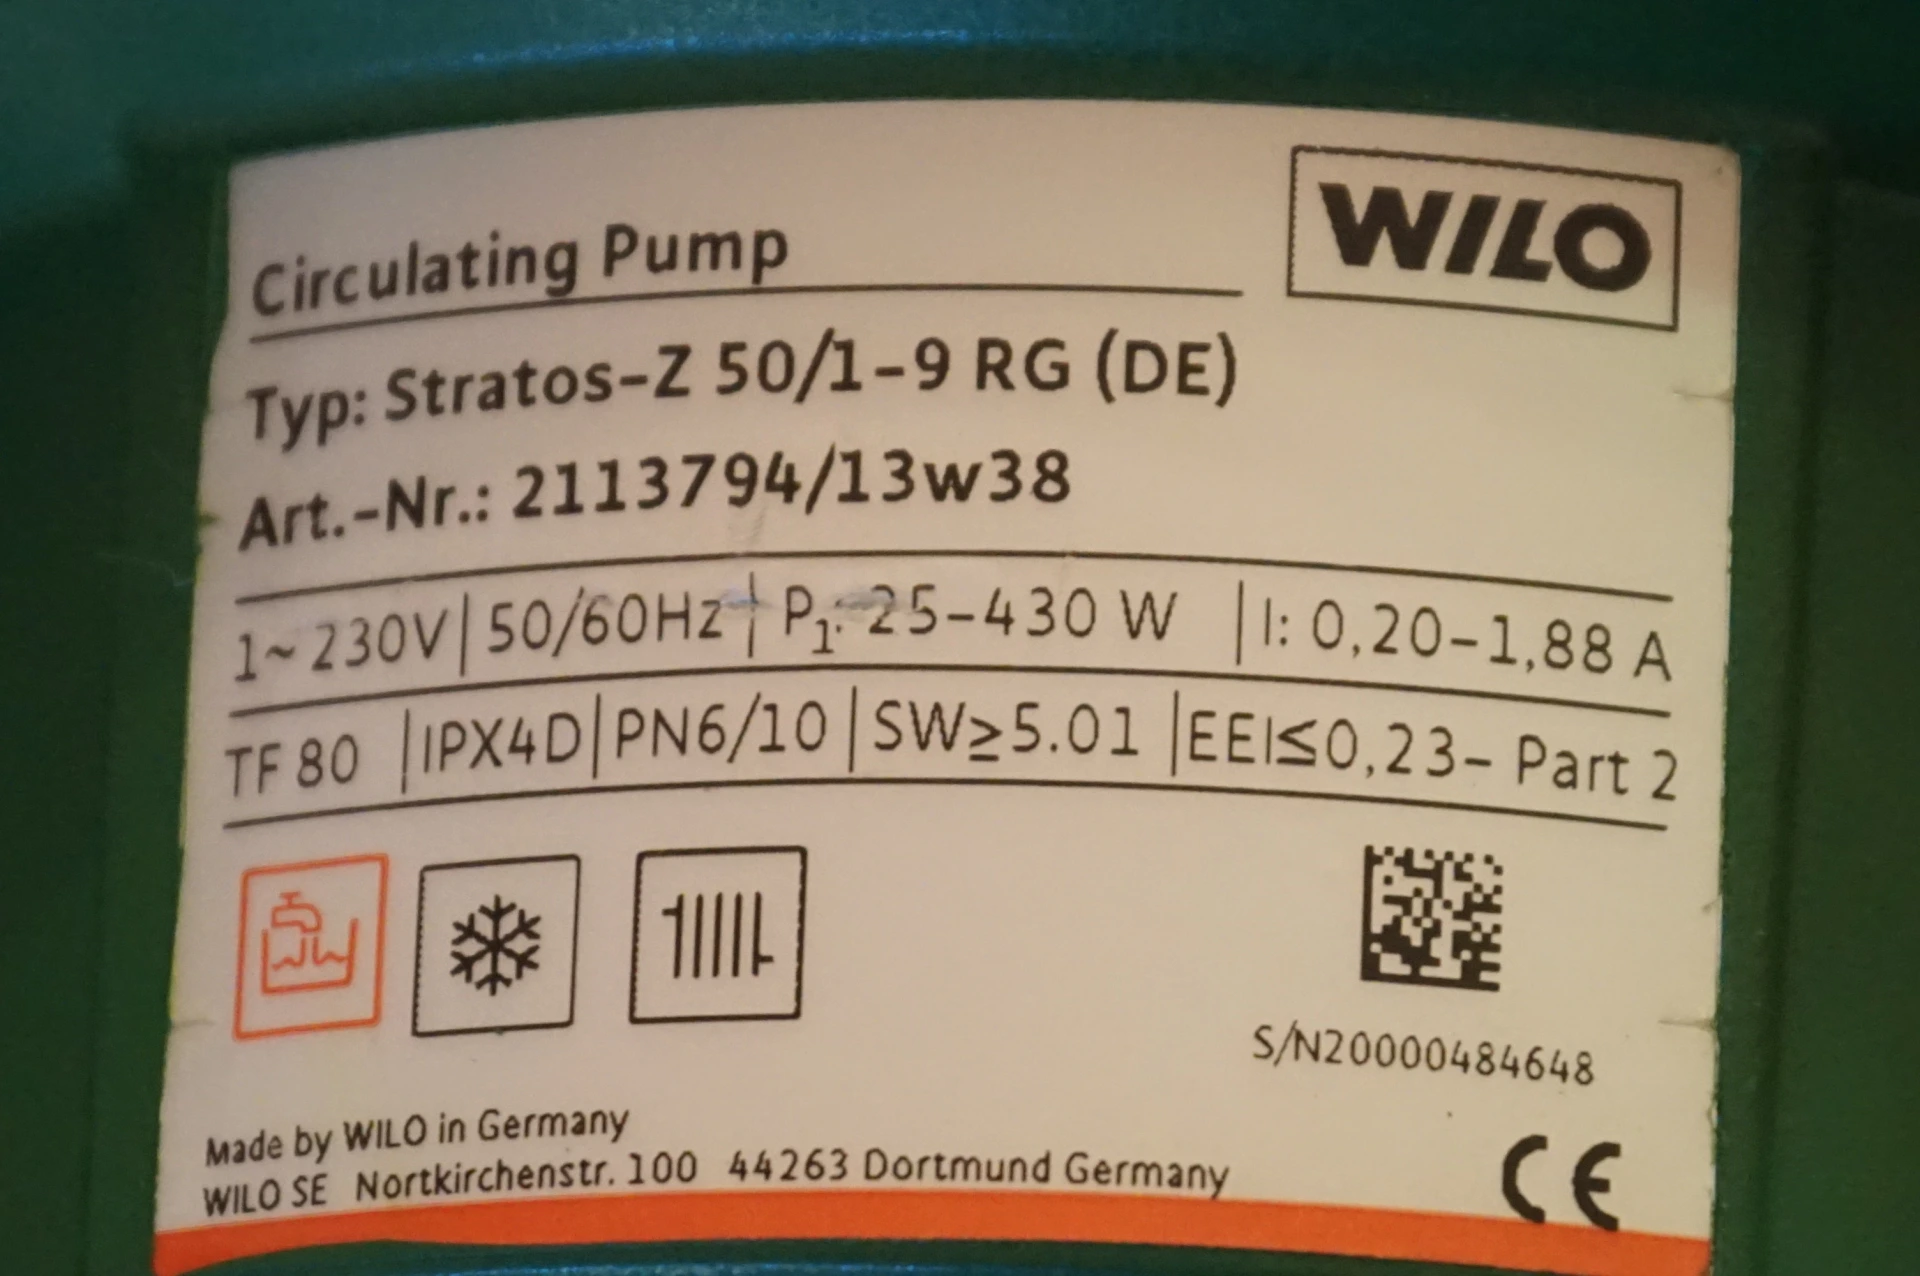 WILO
Circulating Pump
Typ: Stratos-Z 50/1-9 RG (DE)
Art.-Nr.: 2113794/13w38
1~ 230V | 50/60Hz | P1: 25-430 W | I: 0,20-1,88 A
TF 80 | IPX4D | PN6/10 | SW≥5.01 | EEI≤0,23- Part 2
S/N20000484648
Made by WILO in Germany
WILO SE Nortkirchenstr. 100 44263 Dortmund Germany
CE